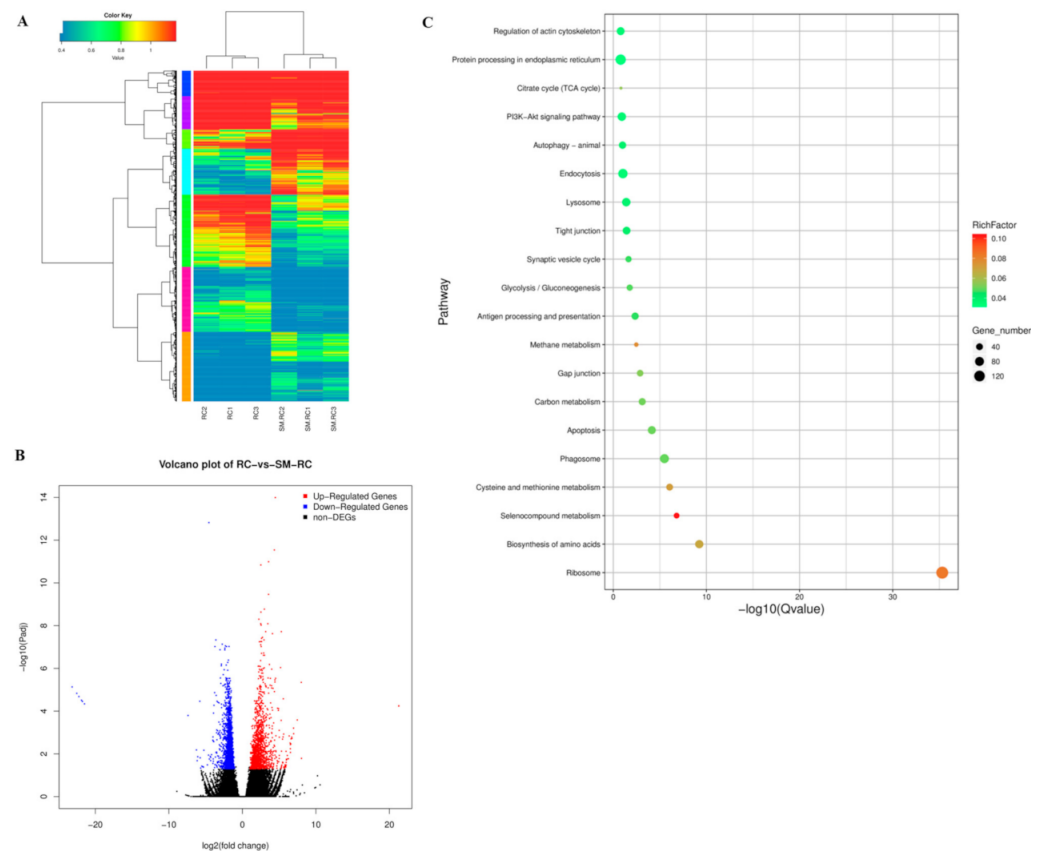 A
Color Key
0.4 0.6 0.8 1
Value
RC2 RC1 RC3 SM.RC2 SM.RC1 SM.RC3
B
Volcano plot of RC-vs-SM-RC
Up-Regulated Genes
Down-Regulated Genes
non-DEGs
-log10(Padj)
14
12
10
8
6
4
2
0
-20 -10 0 10 20
log2(fold change)
C
Pathway
Regulation of actin cytoskeleton
Protein processing in endoplasmic reticulum
Citrate cycle (TCA cycle)
PI3K-Akt signaling pathway
Autophagy - animal
Endocytosis
Lysosome
Tight junction
Synaptic vesicle cycle
Glycolysis / Gluconeogenesis
Antigen processing and presentation
Methane metabolism
Gap junction
Carbon metabolism
Apoptosis
Phagosome
Cysteine and methionine metabolism
Selenocompound metabolism
Biosynthesis of amino acids
Ribosome
0 10 20 30
-log10(Qvalue)
RichFactor
0.10
0.08
0.06
0.04
Gene_number
40
80
120